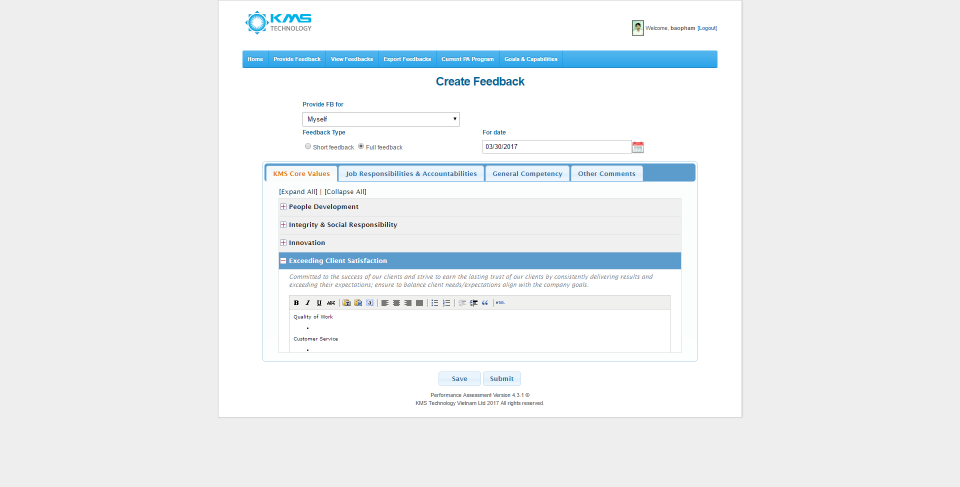 KMS
TECHNOLOGY
Welcome, baopham [Logout]
Home Provide Feedback View Feedbacks Export Feedbacks Current PA Program Goals & Capabilities
Create Feedback
Provide FB for
Myself
Feedback Type
For date
Short feedback Full feedback
03/30/2017
KMS Core Values Job Responsibilities & Accountabilities General Competency Other Comments
[Expand All] | [Collapse All]
People Development
Integrity & Social Responsibility
Innovation
Exceeding Client Satisfaction
Committed to the success of our clients and strive to earn the lasting trust of our clients by consistently delivering results and
exceeding their expectations; ensure to balance client needs/expectations align with the company goals.
B I U ABC HTML
Quality of Work
•
Customer Service
•
Save Submit
Performance Assessment Version 4.3.1 ®
KMS Technology Vietnam Ltd 2017 All rights reserved.